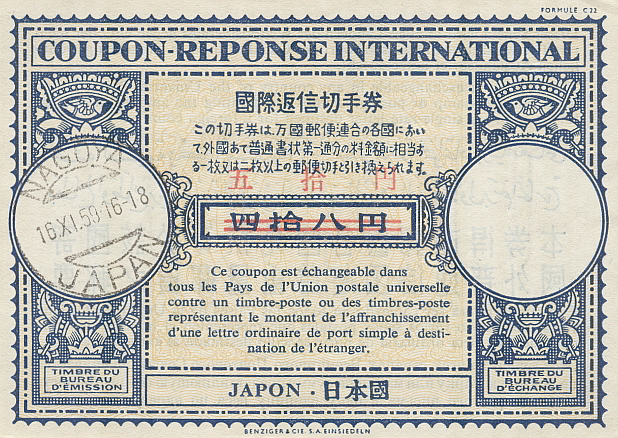 FORMULE C 22
COUPON-REPONSE INTERNATIONAL
國際返信切手券
この切手券は、万國郵便連合の各國におい
て、外國あて普通書状第一通分の料金額に相当す
る一枚又は二枚以上の郵便切手と引き換えられます。
五拾円
四拾八円
NAGOYA
16.XI.50.16-18
JAPAN
Ce coupon est échangeable dans
tous les Pays de l'Union postale universelle
contre un timbre-poste ou des timbres-poste
représentant le montant de l'affranchissement
d'une lettre ordinaire de port simple à desti-
nation de l'étranger.
TIMBRE DU
BUREAU
D'ÉMISSION
JAPON · 日本國
TIMBRE DU
BUREAU
D'ÉCHANGE
BENZIGER & CIE. S.A. EINSIEDELN